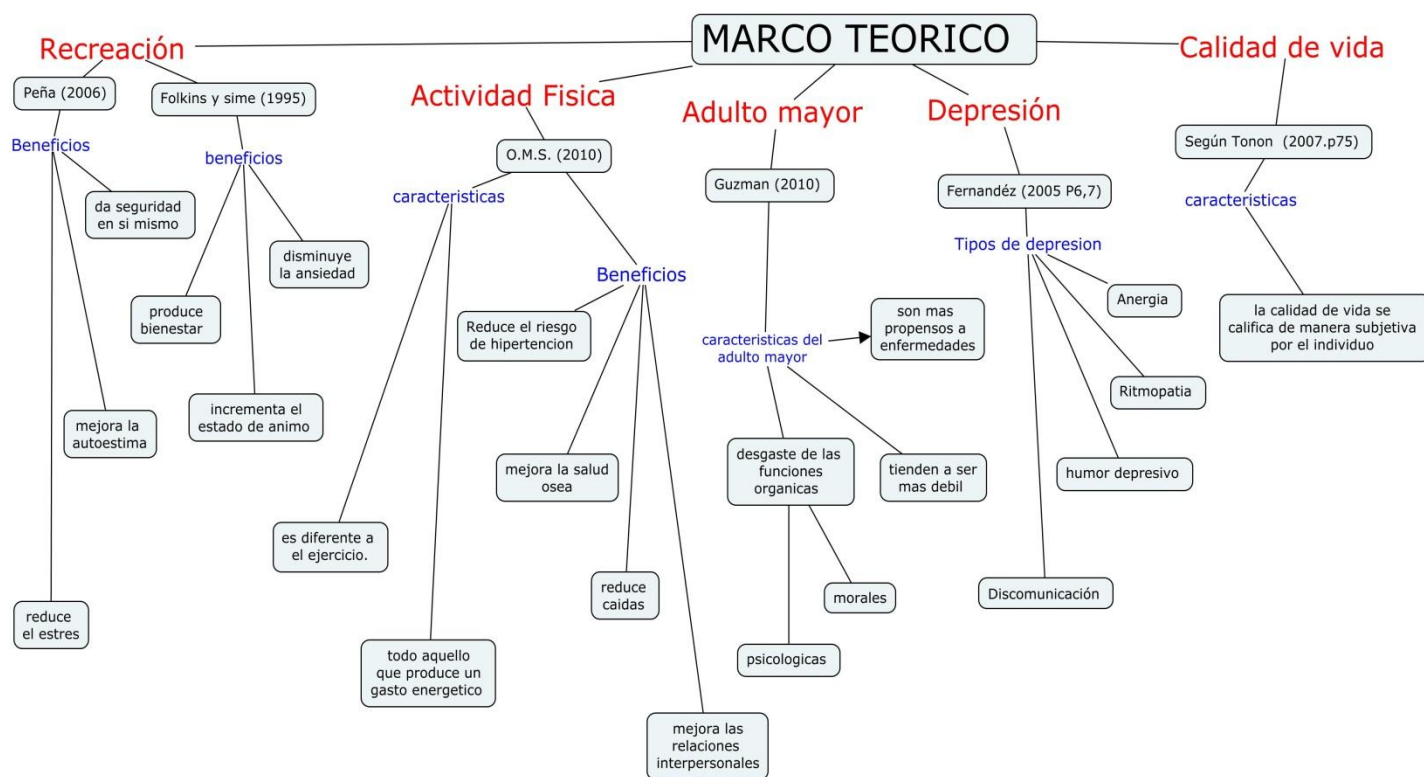 MARCO TEORICO
Recreación
Peña (2006)
Beneficios
da seguridad
en si mismo
mejora la
autoestima
reduce
el estres
Folkins y sime (1995)
beneficios
disminuye
la ansiedad
produce
bienestar
incrementa el
estado de animo
Actividad Fisica
O.M.S. (2010)
caracteristicas
es diferente a
el ejercicio.
todo aquello
que produce un
gasto energetico
Beneficios
Reduce el riesgo
de hipertencion
mejora la salud
osea
reduce
caidas
mejora las
relaciones
interpersonales
Adulto mayor
Guzman (2010)
caracteristicas del
adulto mayor
son mas
propensos a
enfermedades
desgaste de las
funciones
organicas
tienden a ser
mas debil
morales
psicologicas
Depresión
Fernandéz (2005 P6,7)
Tipos de depresion
Anergia
Ritmopatia
humor depresivo
Discomunicación
Calidad de vida
Según Tonon (2007.p75)
caracteristicas
la calidad de vida se
califica de manera subjetiva
por el individuo